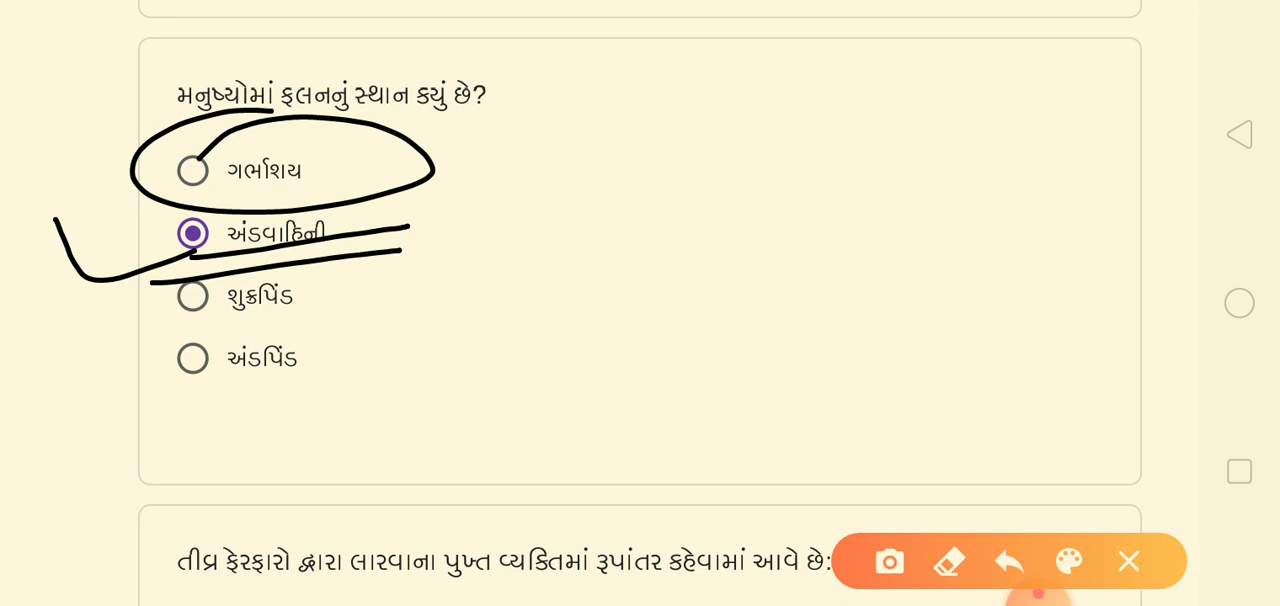 મનુષ્યોમાં ફલનનું સ્થાન કયું છે?
ગર્ભાશય
અંડવાહિની
શુક્રપિંડ
અંડપિંડ
તીવ્ર ફેરફારો દ્વારા લારવાના પુખ્ત વ્યક્તિમાં રૂપાંતર કહેવામાં આવે છે: